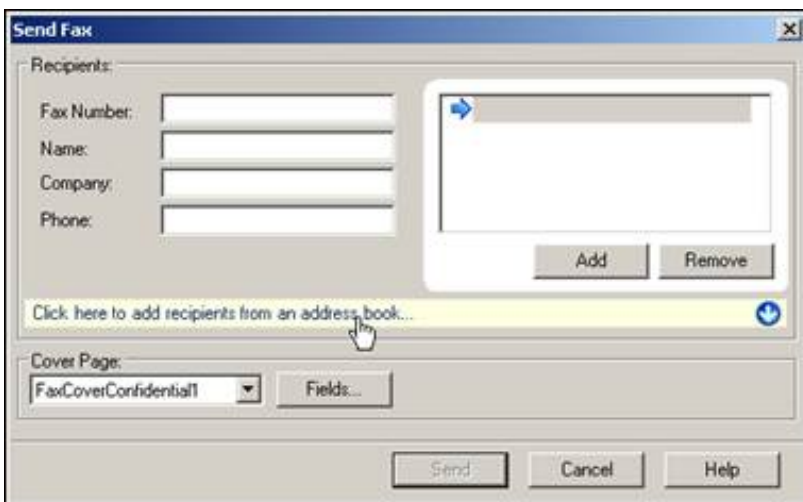 Send Fax
Recipients:
Fax Number:
Name:
Company:
Phone:
Add
Remove
Click here to add recipients from an address book...
Cover Page:
FaxCoverConfidential1
Fields...
Send
Cancel
Help